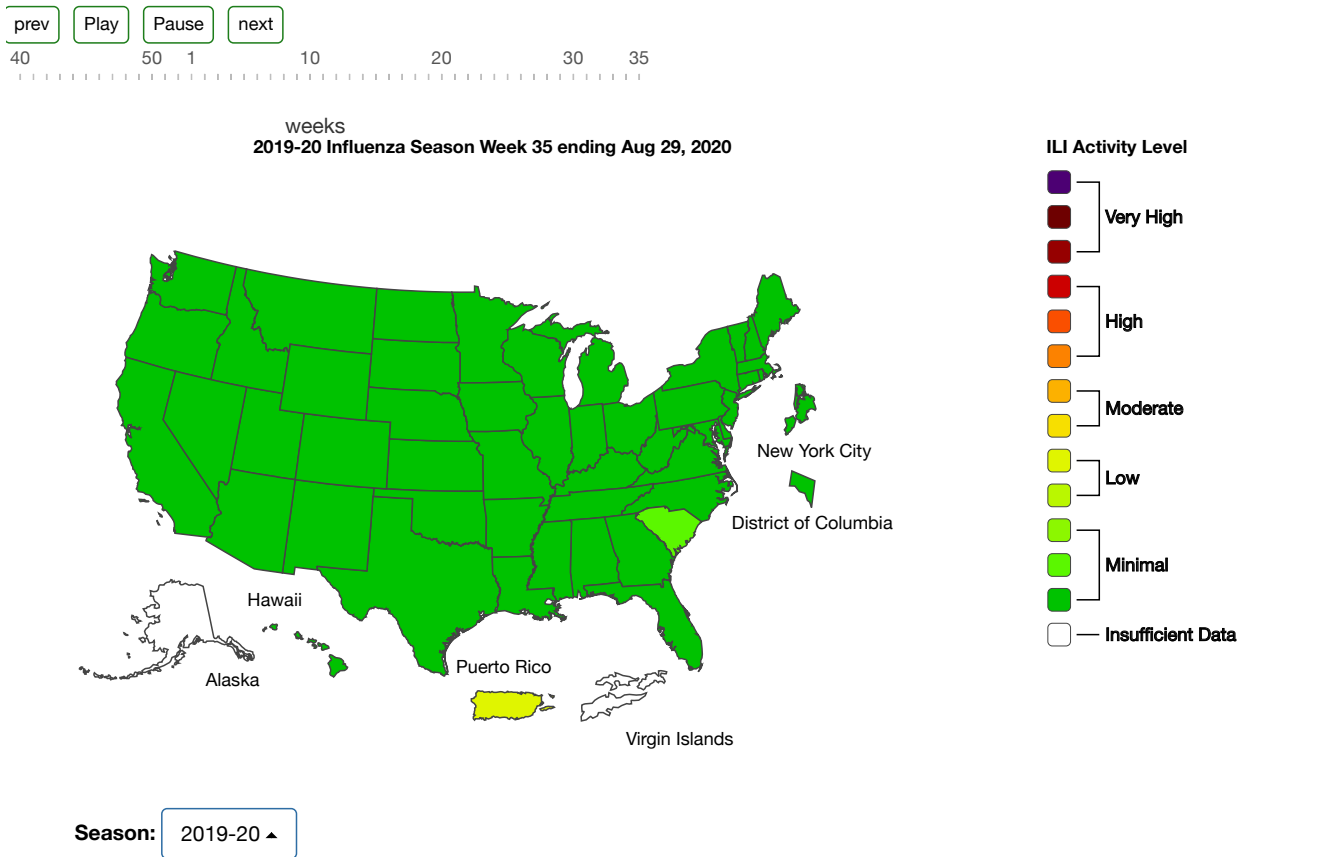 prev Play Pause next
40 50 1 10 20 30 35
weeks
2019-20 Influenza Season Week 35 ending Aug 29, 2020
ILI Activity Level
Very High
High
Moderate
Low
Minimal
Insufficient Data
New York City
District of Columbia
Hawaii
Alaska
Puerto Rico
Virgin Islands
Season: 2019-20